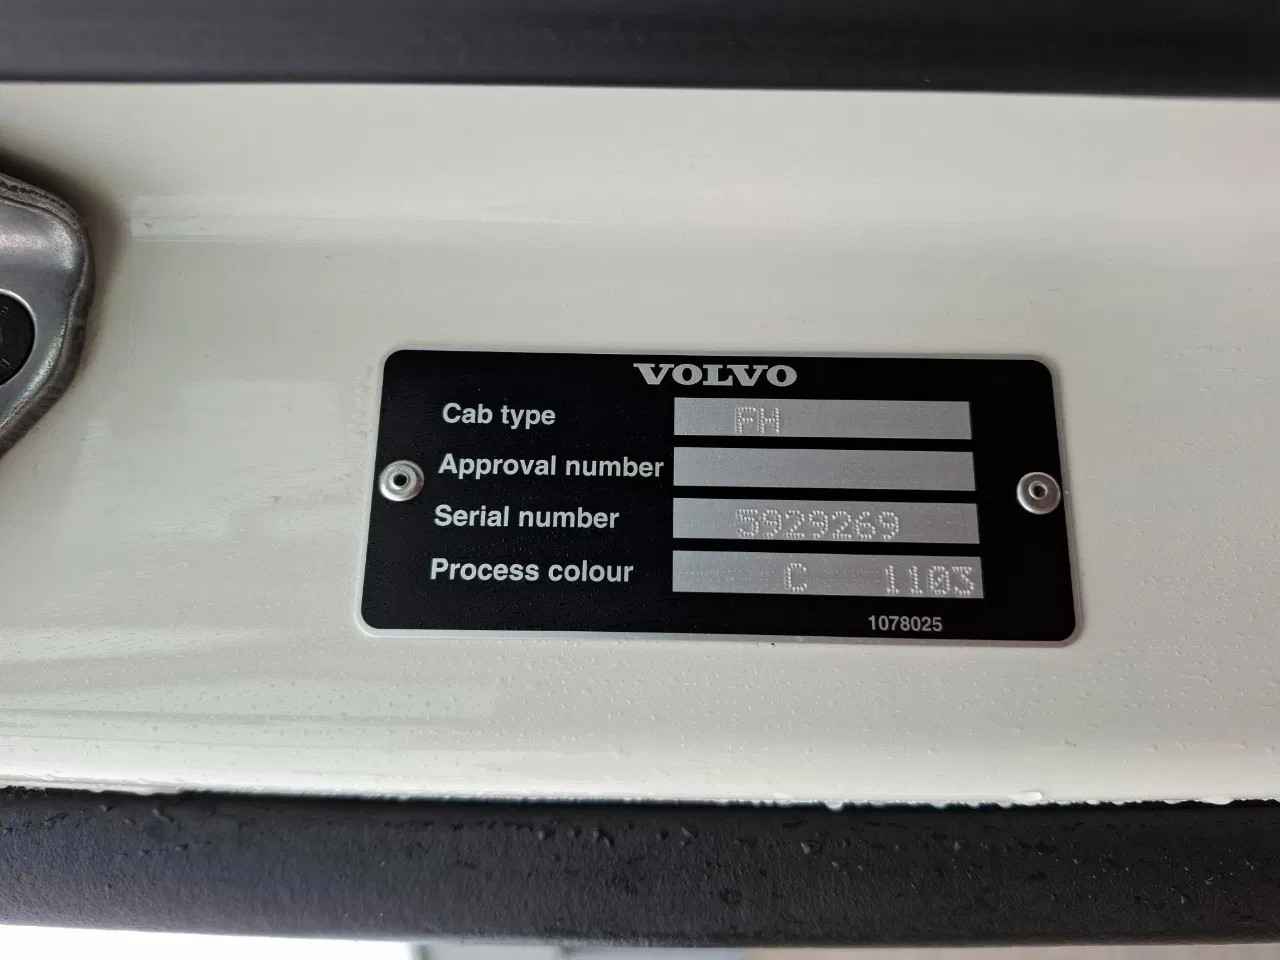 VOLVO
Cab type FH
Approval number
Serial number 5929269
Process colour C 1103
1078025